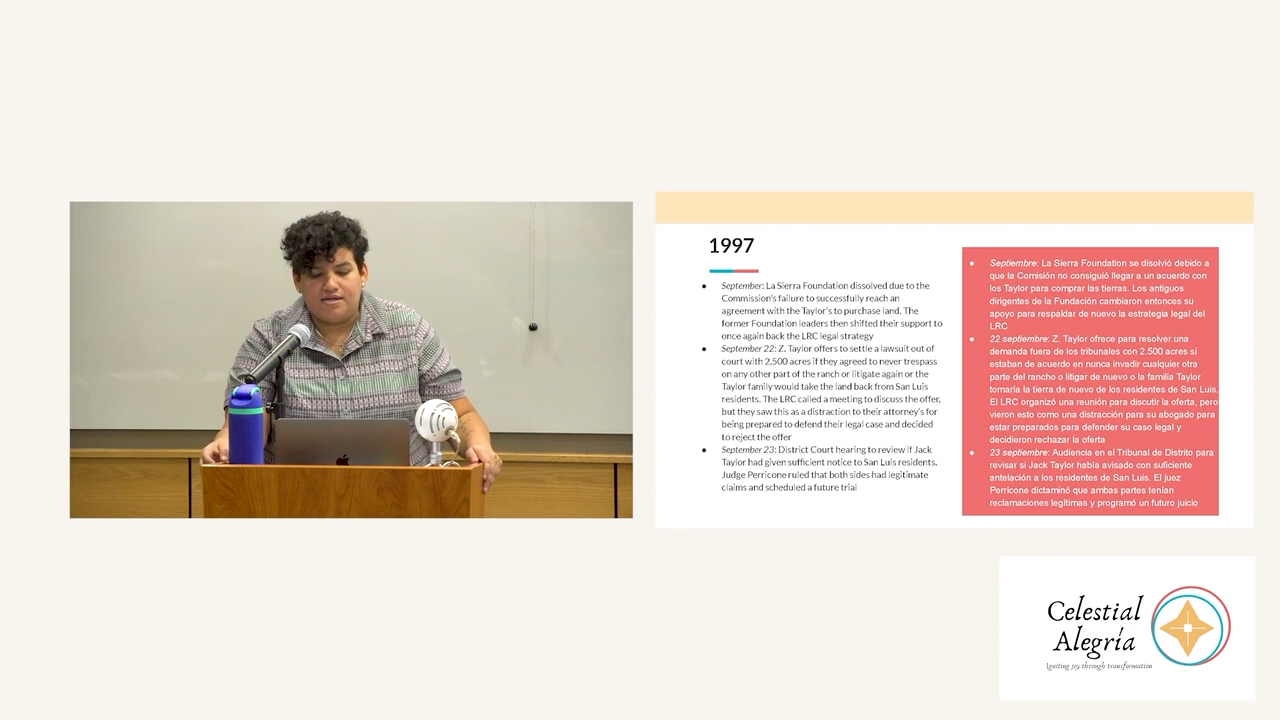 1997
● September: La Sierra Foundation dissolved due to the
Commission's failure to successfully reach an
agreement with the Taylor's to purchase land. The
former Foundation leaders then shifted their support to
once again back the LRC legal strategy
● September 22: Z. Taylor offers to settle a lawsuit out of
court with 2,500 acres if they agreed to never trespass
on any other part of the ranch or litigate again or the
Taylor family would take the land back from San Luis
residents. The LRC called a meeting to discuss the offer,
but they saw this as a distraction to their attorney's for
being prepared to defend their legal case and decided
to reject the offer
● September 23: District Court hearing to review if Jack
Taylor had given sufficient notice to San Luis residents.
Judge Perricone ruled that both sides had legitimate
claims and scheduled a future trial
● Septiembre: La Sierra Foundation se disolvió debido a
que la Comisión no consiguió llegar a un acuerdo con
los Taylor para comprar las tierras. Los antiguos
dirigentes de la Fundación cambiaron entonces su
apoyo para respaldar de nuevo la estrategia legal del
LRC
● 22 septiembre: Z. Taylor ofrece para resolver una
demanda fuera de los tribunales con 2.500 acres si
estaban de acuerdo en nunca invadir cualquier otra
parte del rancho o litigar de nuevo o la familia Taylor
tomaría la tierra de nuevo de los residentes de San Luis.
El LRC organizó una reunión para discutir la oferta, pero
vieron esto como una distracción para su abogado para
estar preparados para defender su caso legal y
decidieron rechazar la oferta
● 23 septiembre: Audiencia en el Tribunal de Distrito para
revisar si Jack Taylor había avisado con suficiente
antelación a los residentes de San Luis. El juez
Perricone dictaminó que ambas partes tenían
reclamaciones legítimas y programó un futuro juicio
Celestial
Alegría
Igniting joy through transformation